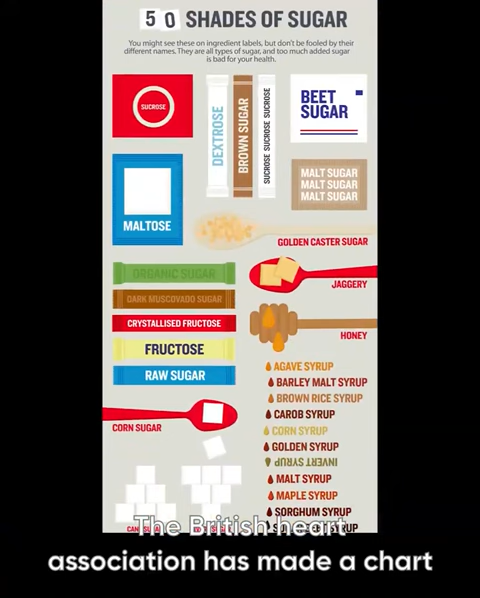 50 SHADES OF SUGAR
You might see these on ingredient labels, but don't be fooled by their
different names. They are all types of sugar, and too much added sugar
is bad for your health.
SUCROSE
DEXTROSE
BROWN SUGAR
SUCROSE SUCROSE SUCROSE
BEET
SUGAR
MALTOSE
MALT SUGAR
MALT SUGAR
MALT SUGAR
GOLDEN CASTER SUGAR
ORGANIC SUGAR
JAGGERY
DARK MUSCOVADO SUGAR
CRYSTALLISED FRUCTOSE
HONEY
FRUCTOSE
RAW SUGAR
CORN SUGAR
AGAVE SYRUP
BARLEY MALT SYRUP
BROWN RICE SYRUP
CAROB SYRUP
CORN SYRUP
GOLDEN SYRUP
INVERT SYRUP
MALT SYRUP
MAPLE SYRUP
SORGHUM SYRUP
SYRUP
The British heart
association has made a chart